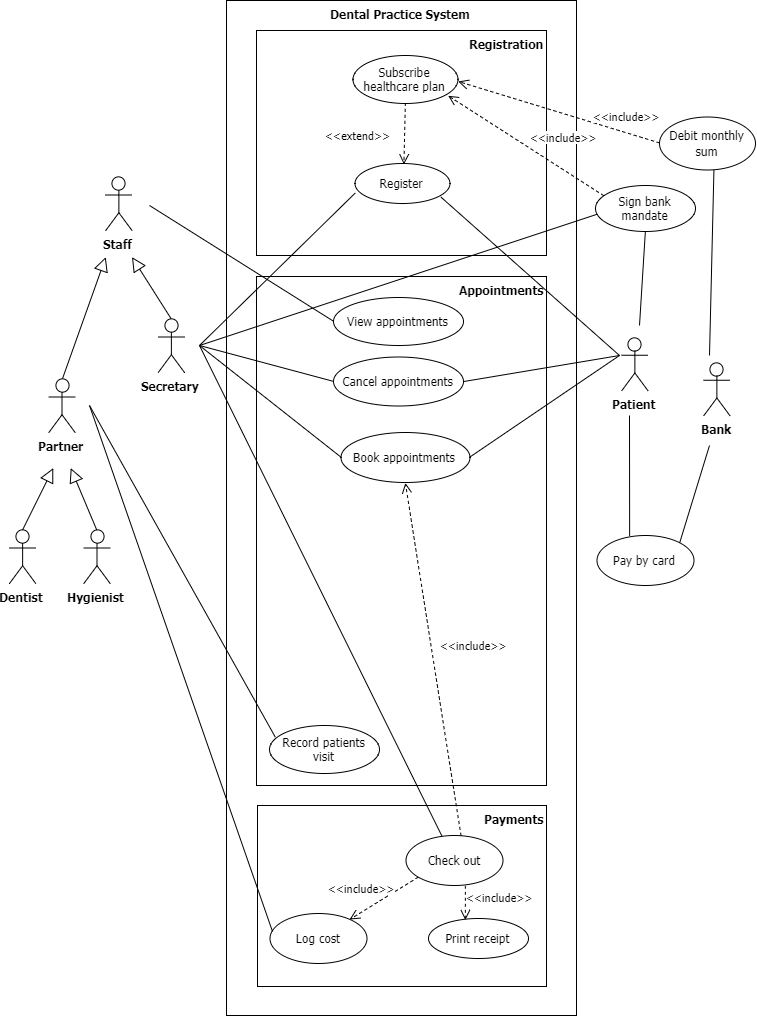 Dental Practice System
Registration
Subscribe
healthcare plan
<<include>>
<<extend>>
<<include>>
Debit monthly
sum
Register
Sign bank
mandate
Staff
Appointments
View appointments
Secretary
Cancel appointments
Patient
Bank
Partner
Book appointments
Pay by card
Dentist
Hygienist
<<include>>
Record patients
visit
Payments
Check out
<<include>>
<<include>>
Log cost
Print receipt